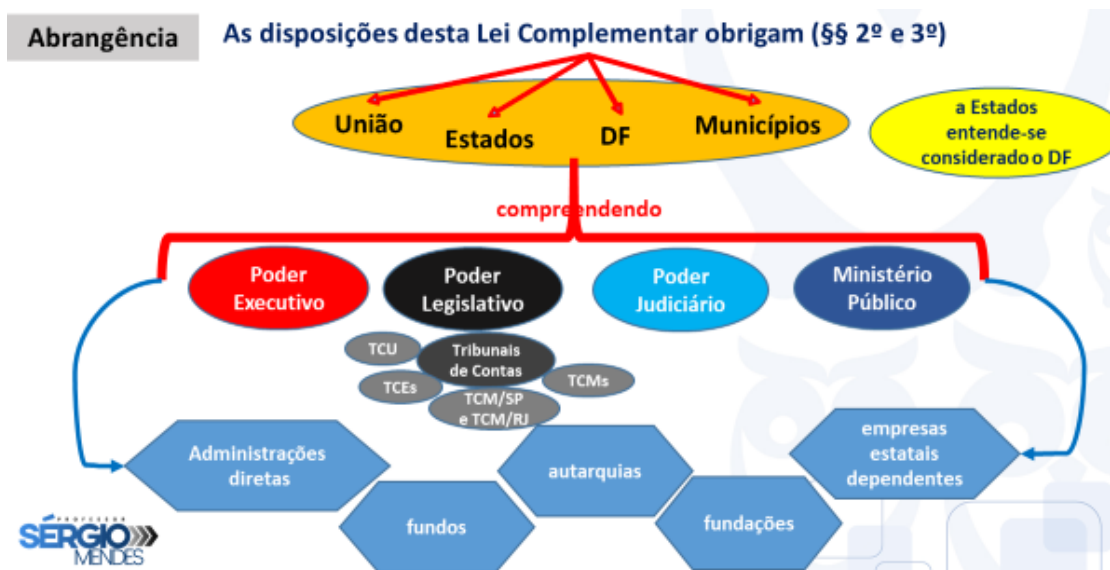 Abrangência
As disposições desta Lei Complementar obrigam (§§ 2º e 3º)
União
Estados
DF
Municípios
a Estados
entende-se
considerado o DF
compreendendo
Poder
Executivo
Poder
Legislativo
Poder
Judiciário
Ministério
Público
TCU
Tribunais
de Contas
TCEs
TCMs
TCM/SP
e TCM/RJ
Administrações
diretas
fundos
autarquias
fundações
empresas
estatais
dependentes
PROFESSOR
SÉRGIO
MENDES